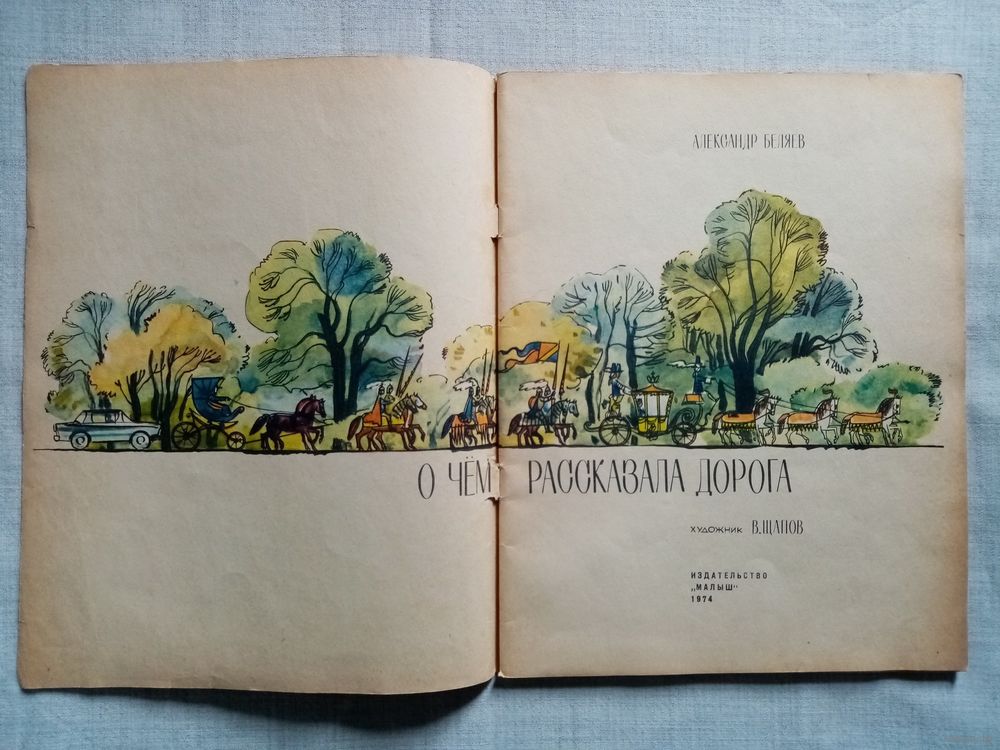 АЛЕКСАНДР БЕЛЯЕВ
О ЧЁМ РАССКАЗАЛА ДОРОГА
ХУДОЖНИК В.ЩАПОВ
ИЗДАТЕЛЬСТВО
„МАЛЫШ“
1974